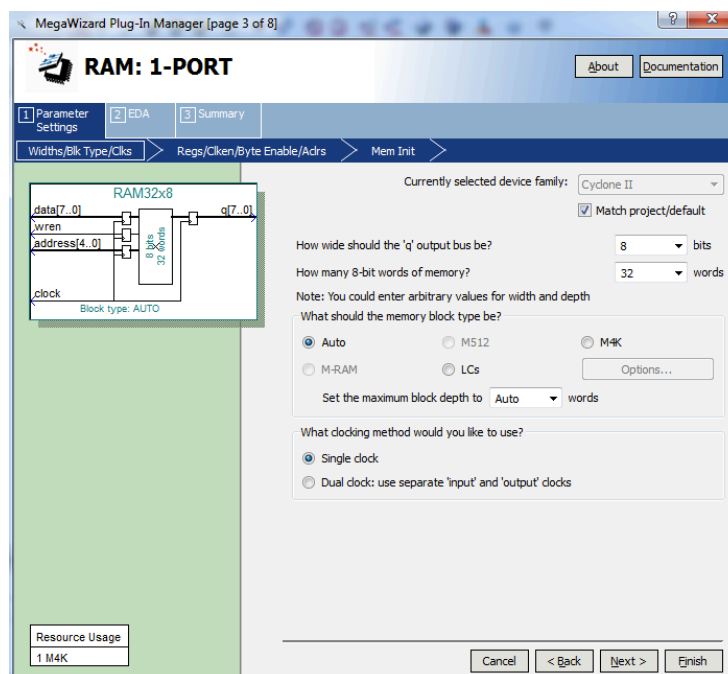 MegaWizard Plug-In Manager [page 3 of 8]
?
X
RAM: 1-PORT
About
Documentation
1 Parameter Settings
2 EDA
3 Summary
Widths/Blk Type/Clks
Regs/Clken/Byte Enable/Aclrs
Mem Init
RAM32x8
data[7..0]
q[7..0]
wren
address[4..0]
8 bits
32 words
clock
Block type: AUTO
Currently selected device family:
Cyclone II
Match project/default
How wide should the 'q' output bus be?
8
bits
How many 8-bit words of memory?
32
words
Note: You could enter arbitrary values for width and depth
What should the memory block type be?
Auto
M512
M4K
M-RAM
LCs
Options...
Set the maximum block depth to
Auto
words
What clocking method would you like to use?
Single clock
Dual clock: use separate 'input' and 'output' clocks
Resource Usage
1 M4K
Cancel
< Back
Next >
Finish